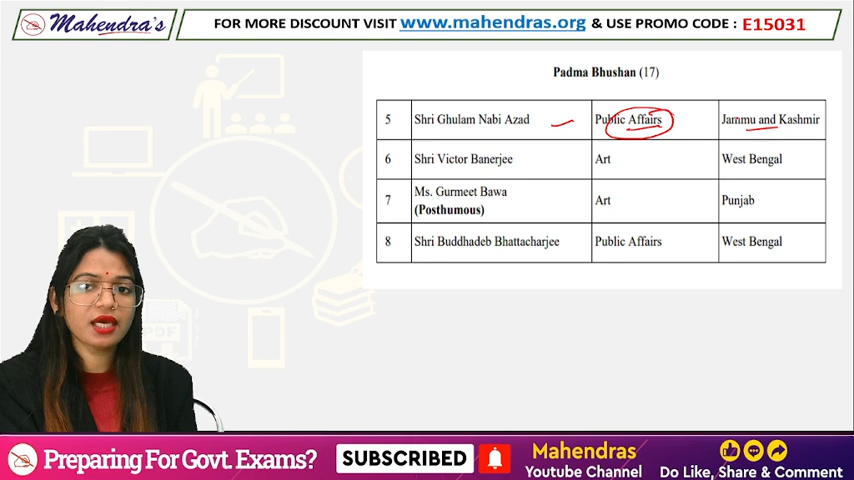 Mahendra's
FOR MORE DISCOUNT VISIT www.mahendras.org & USE PROMO CODE : E15031
Padma Bhushan (17)
5 Shri Ghulam Nabi Azad Public Affairs Jammu and Kashmir
6 Shri Victor Banerjee Art West Bengal
7 Ms. Gurmeet Bawa
(Posthumous) Art Punjab
8 Shri Buddhadeb Bhattacharjee Public Affairs West Bengal
PDF
Preparing For Govt. Exams?
SUBSCRIBED
Mahendras
Youtube Channel
Do Like, Share & Comment